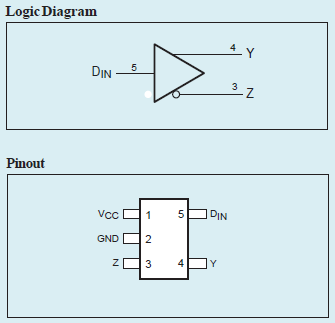 Logic Diagram
4 Y
DIN 5
3 Z
Pinout
VCC 1 5 DIN
GND 2
Z 3 4 Y